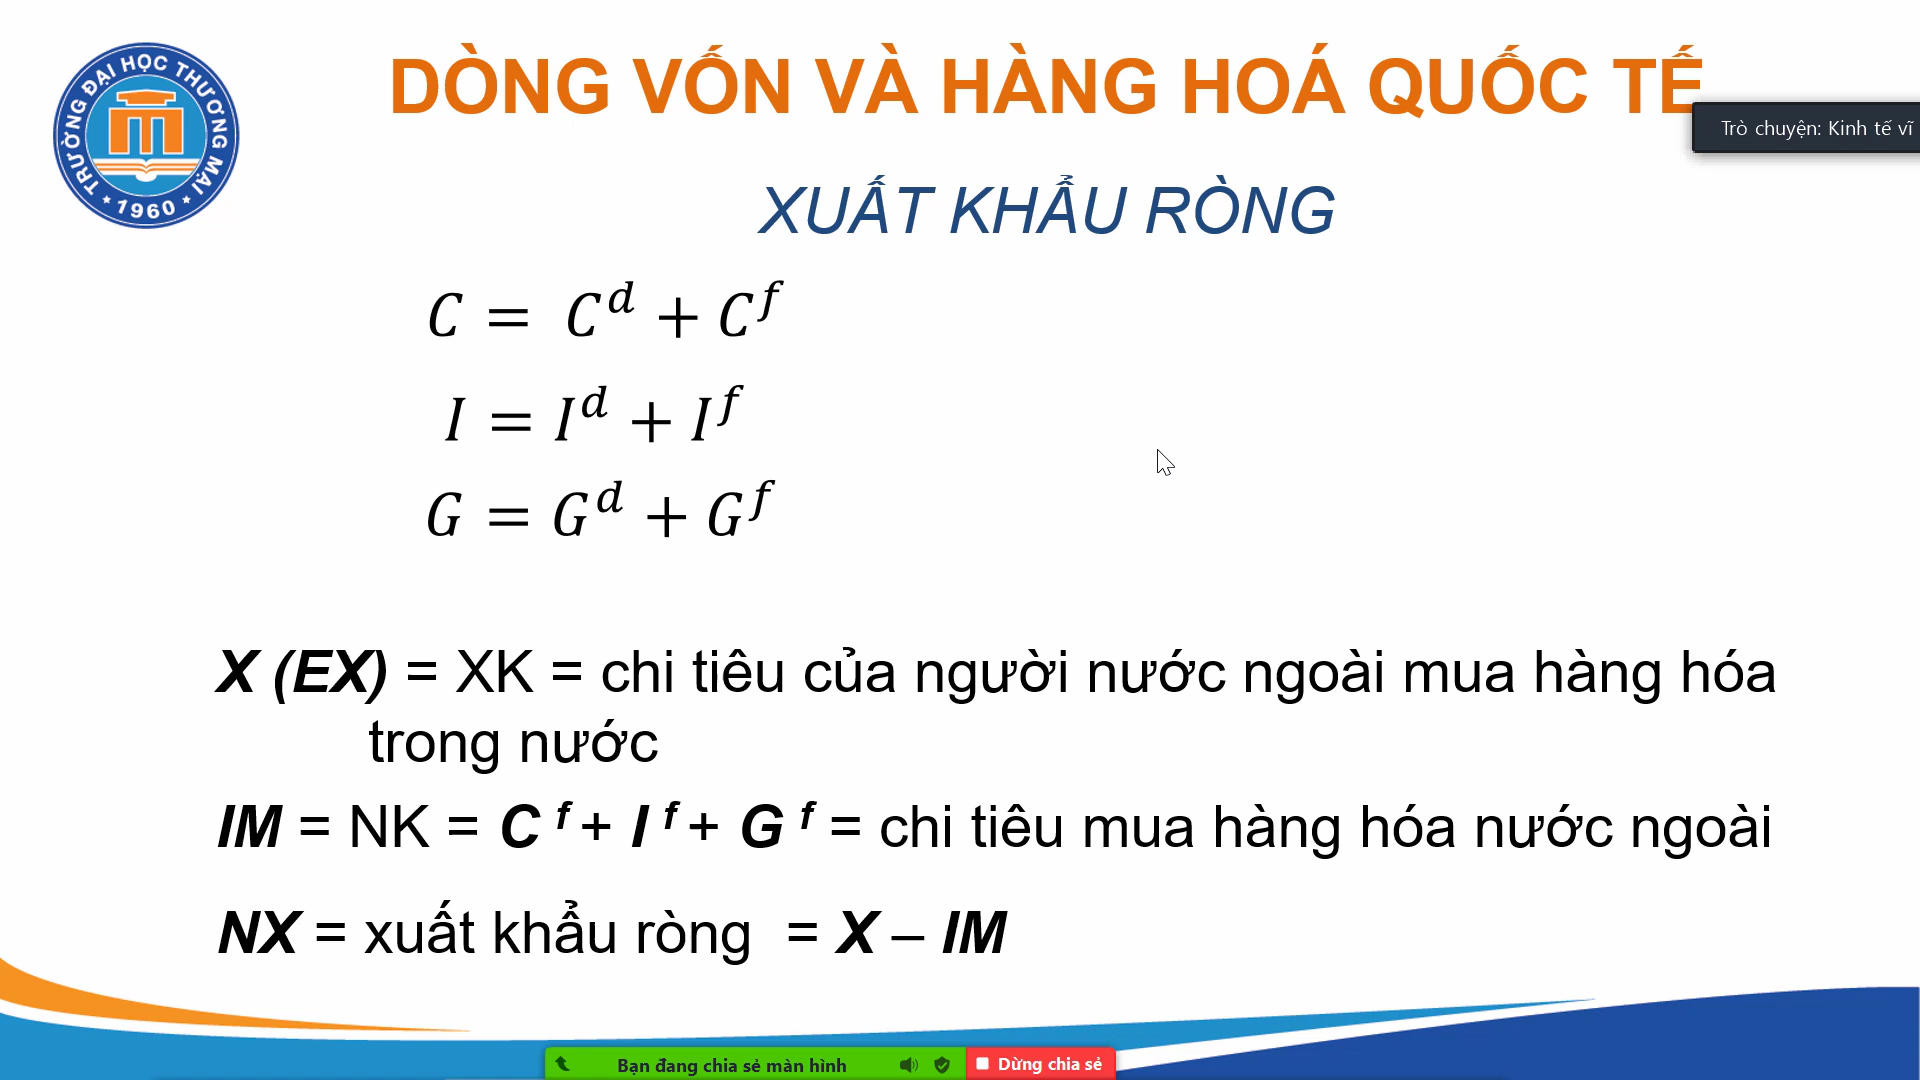 TRƯỜNG ĐẠI HỌC THƯƠNG MẠI
1960
DÒNG VỐN VÀ HÀNG HOÁ QUỐC TẾ
Trò chuyện: Kinh tế vĩ
XUẤT KHẨU RÒNG
C = C^d + C^f
I = I^d + I^f
G = G^d + G^f
X (EX) = XK = chi tiêu của người nước ngoài mua hàng hóa
trong nước
IM = NK = C^f + I^f + G^f = chi tiêu mua hàng hóa nước ngoài
NX = xuất khẩu ròng = X – IM
Bạn đang chia sẻ màn hình
Dừng chia sẻ